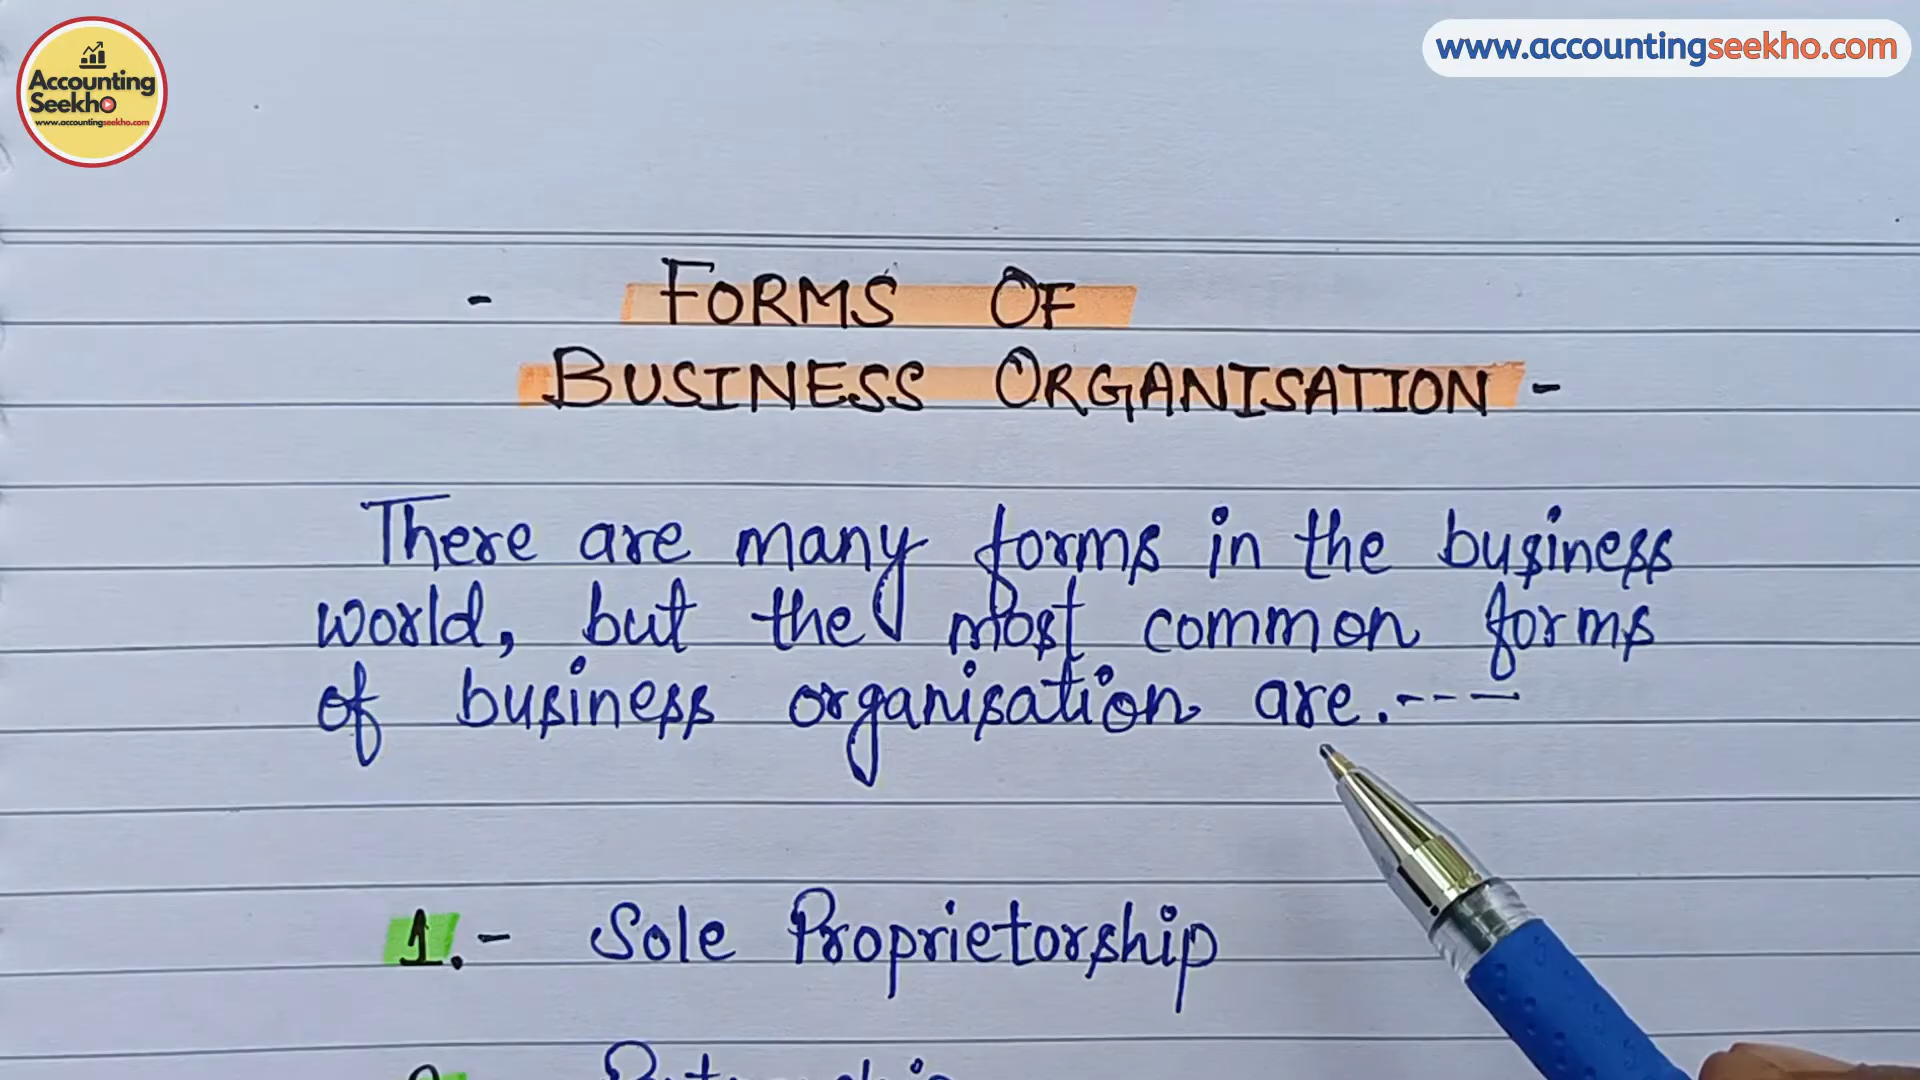 Accounting
Seekho
www.accountingseekho.com
www.accountingseekho.com
- FORMS OF
BUSINESS ORGANISATION -
There are many forms in the business
world, but the most common forms
of business organisation are.---
1.- Sole Proprietorship